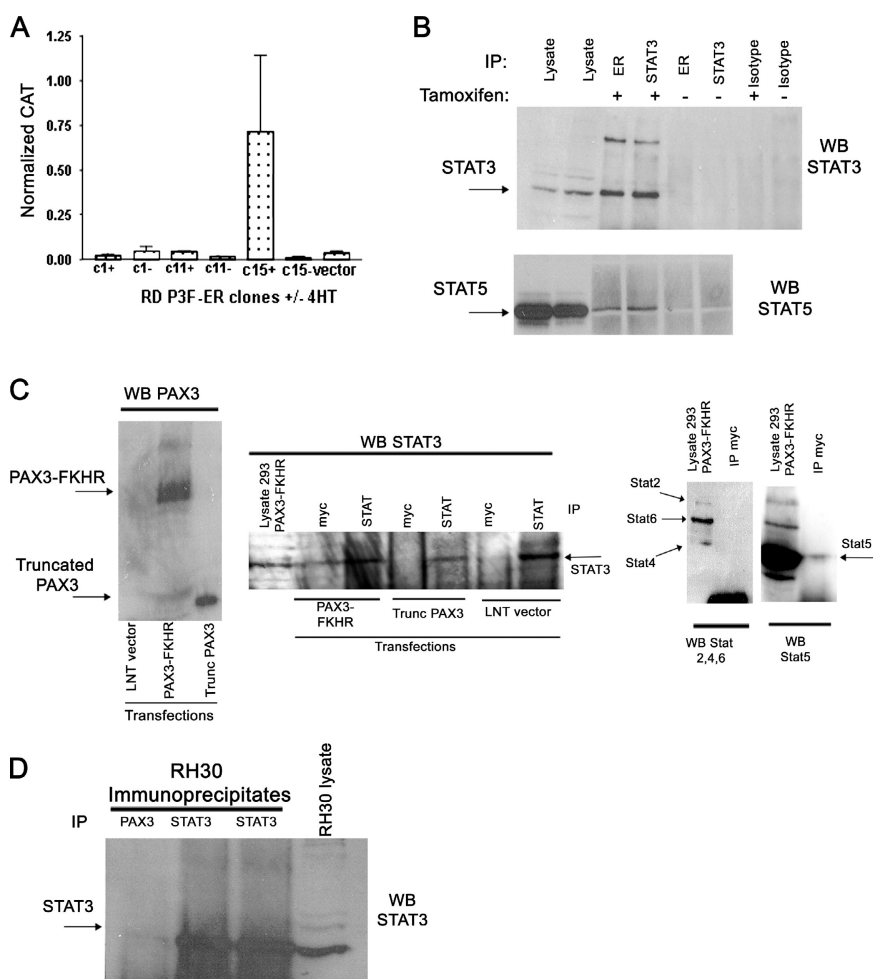 A
1.25
1.00
0.75
0.50
0.25
0.00
Normalized CAT
c1+ c1- c11+ c11- c15+ c15- vector
RD P3F-ER clones +/- 4HT
B
IP: Lysate Lysate ER STAT3 ER STAT3 Isotype Isotype
Tamoxifen: + + - - + -
STAT3
WB
STAT3
STAT5
WB
STAT5
C
WB PAX3
PAX3-FKHR
Truncated
PAX3
LNT vector PAX3-FKHR Trunc PAX3
Transfections
WB STAT3
Lysate 293
PAX3-FKHR
myc STAT myc STAT myc STAT IP
STAT3
PAX3-
FKHR
Trunc PAX3 LNT vector
Transfections
Lysate 293
PAX3-FKHR
IP myc
Stat2
Stat6
Stat4
WB Stat
2,4,6
Lysate 293
PAX3-FKHR
IP myc
Stat5
WB
Stat5
D
RH30
Immunoprecipitates
RH30 lysate
IP PAX3 STAT3 STAT3
STAT3
WB
STAT3